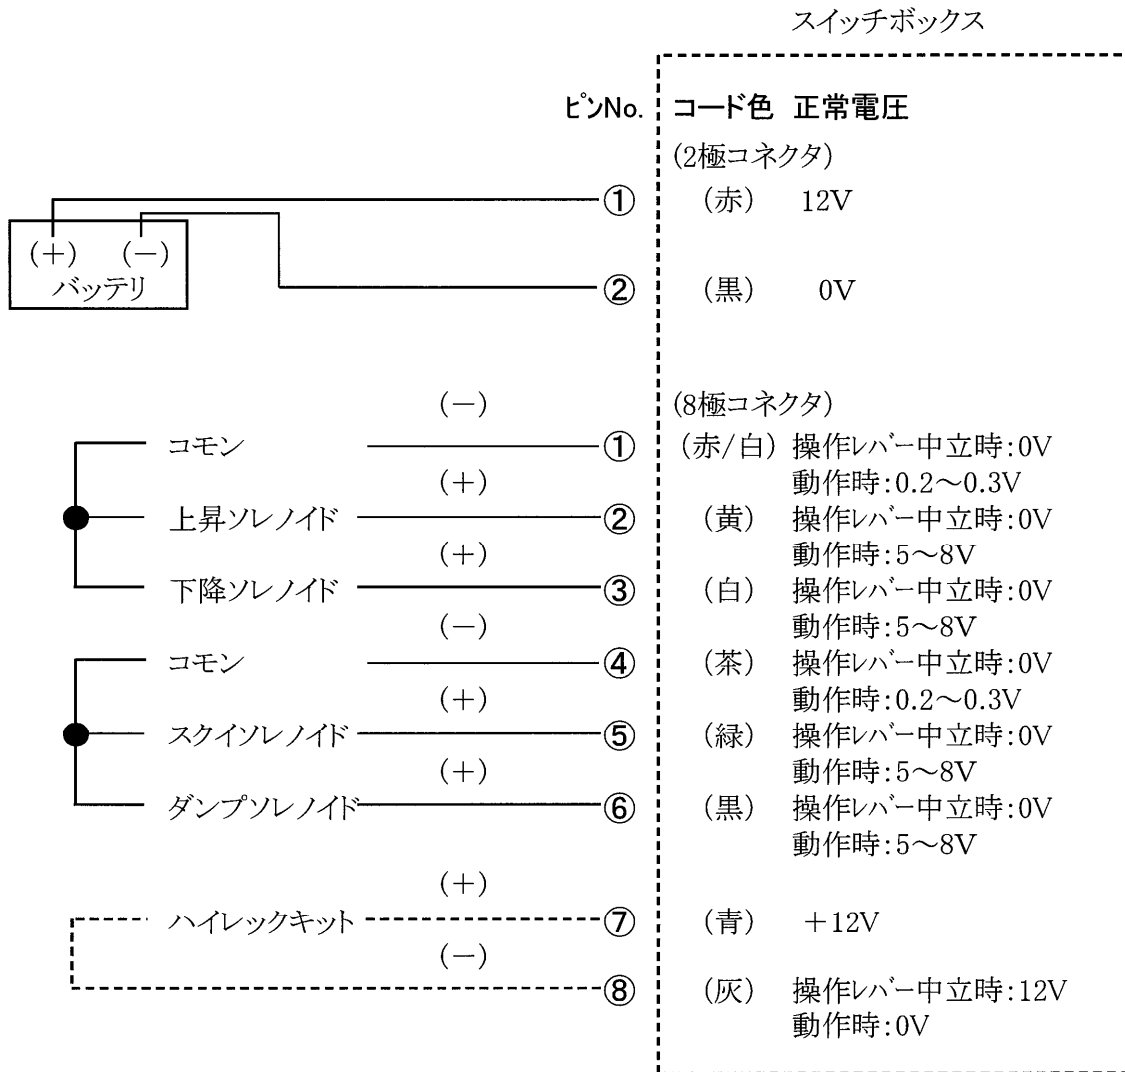 スイッチボックス
ピンNo. コード色 正常電圧
(2極コネクタ)
① (赤) 12V
(+) (−)
バッテリ
② (黒) 0V
(−) (8極コネクタ)
コモン ① (赤/白) 操作レバー中立時:0V
(+) 動作時:0.2〜0.3V
上昇ソレノイド ② (黄) 操作レバー中立時:0V
(+) 動作時:5〜8V
下降ソレノイド ③ (白) 操作レバー中立時:0V
(−) 動作時:5〜8V
コモン ④ (茶) 操作レバー中立時:0V
(+) 動作時:0.2〜0.3V
スクイソレノイド ⑤ (緑) 操作レバー中立時:0V
(+) 動作時:5〜8V
ダンプソレノイド ⑥ (黒) 操作レバー中立時:0V
動作時:5〜8V
(+)
ハイレックキット ⑦ (青) +12V
(−)
⑧ (灰) 操作レバー中立時:12V
動作時:0V